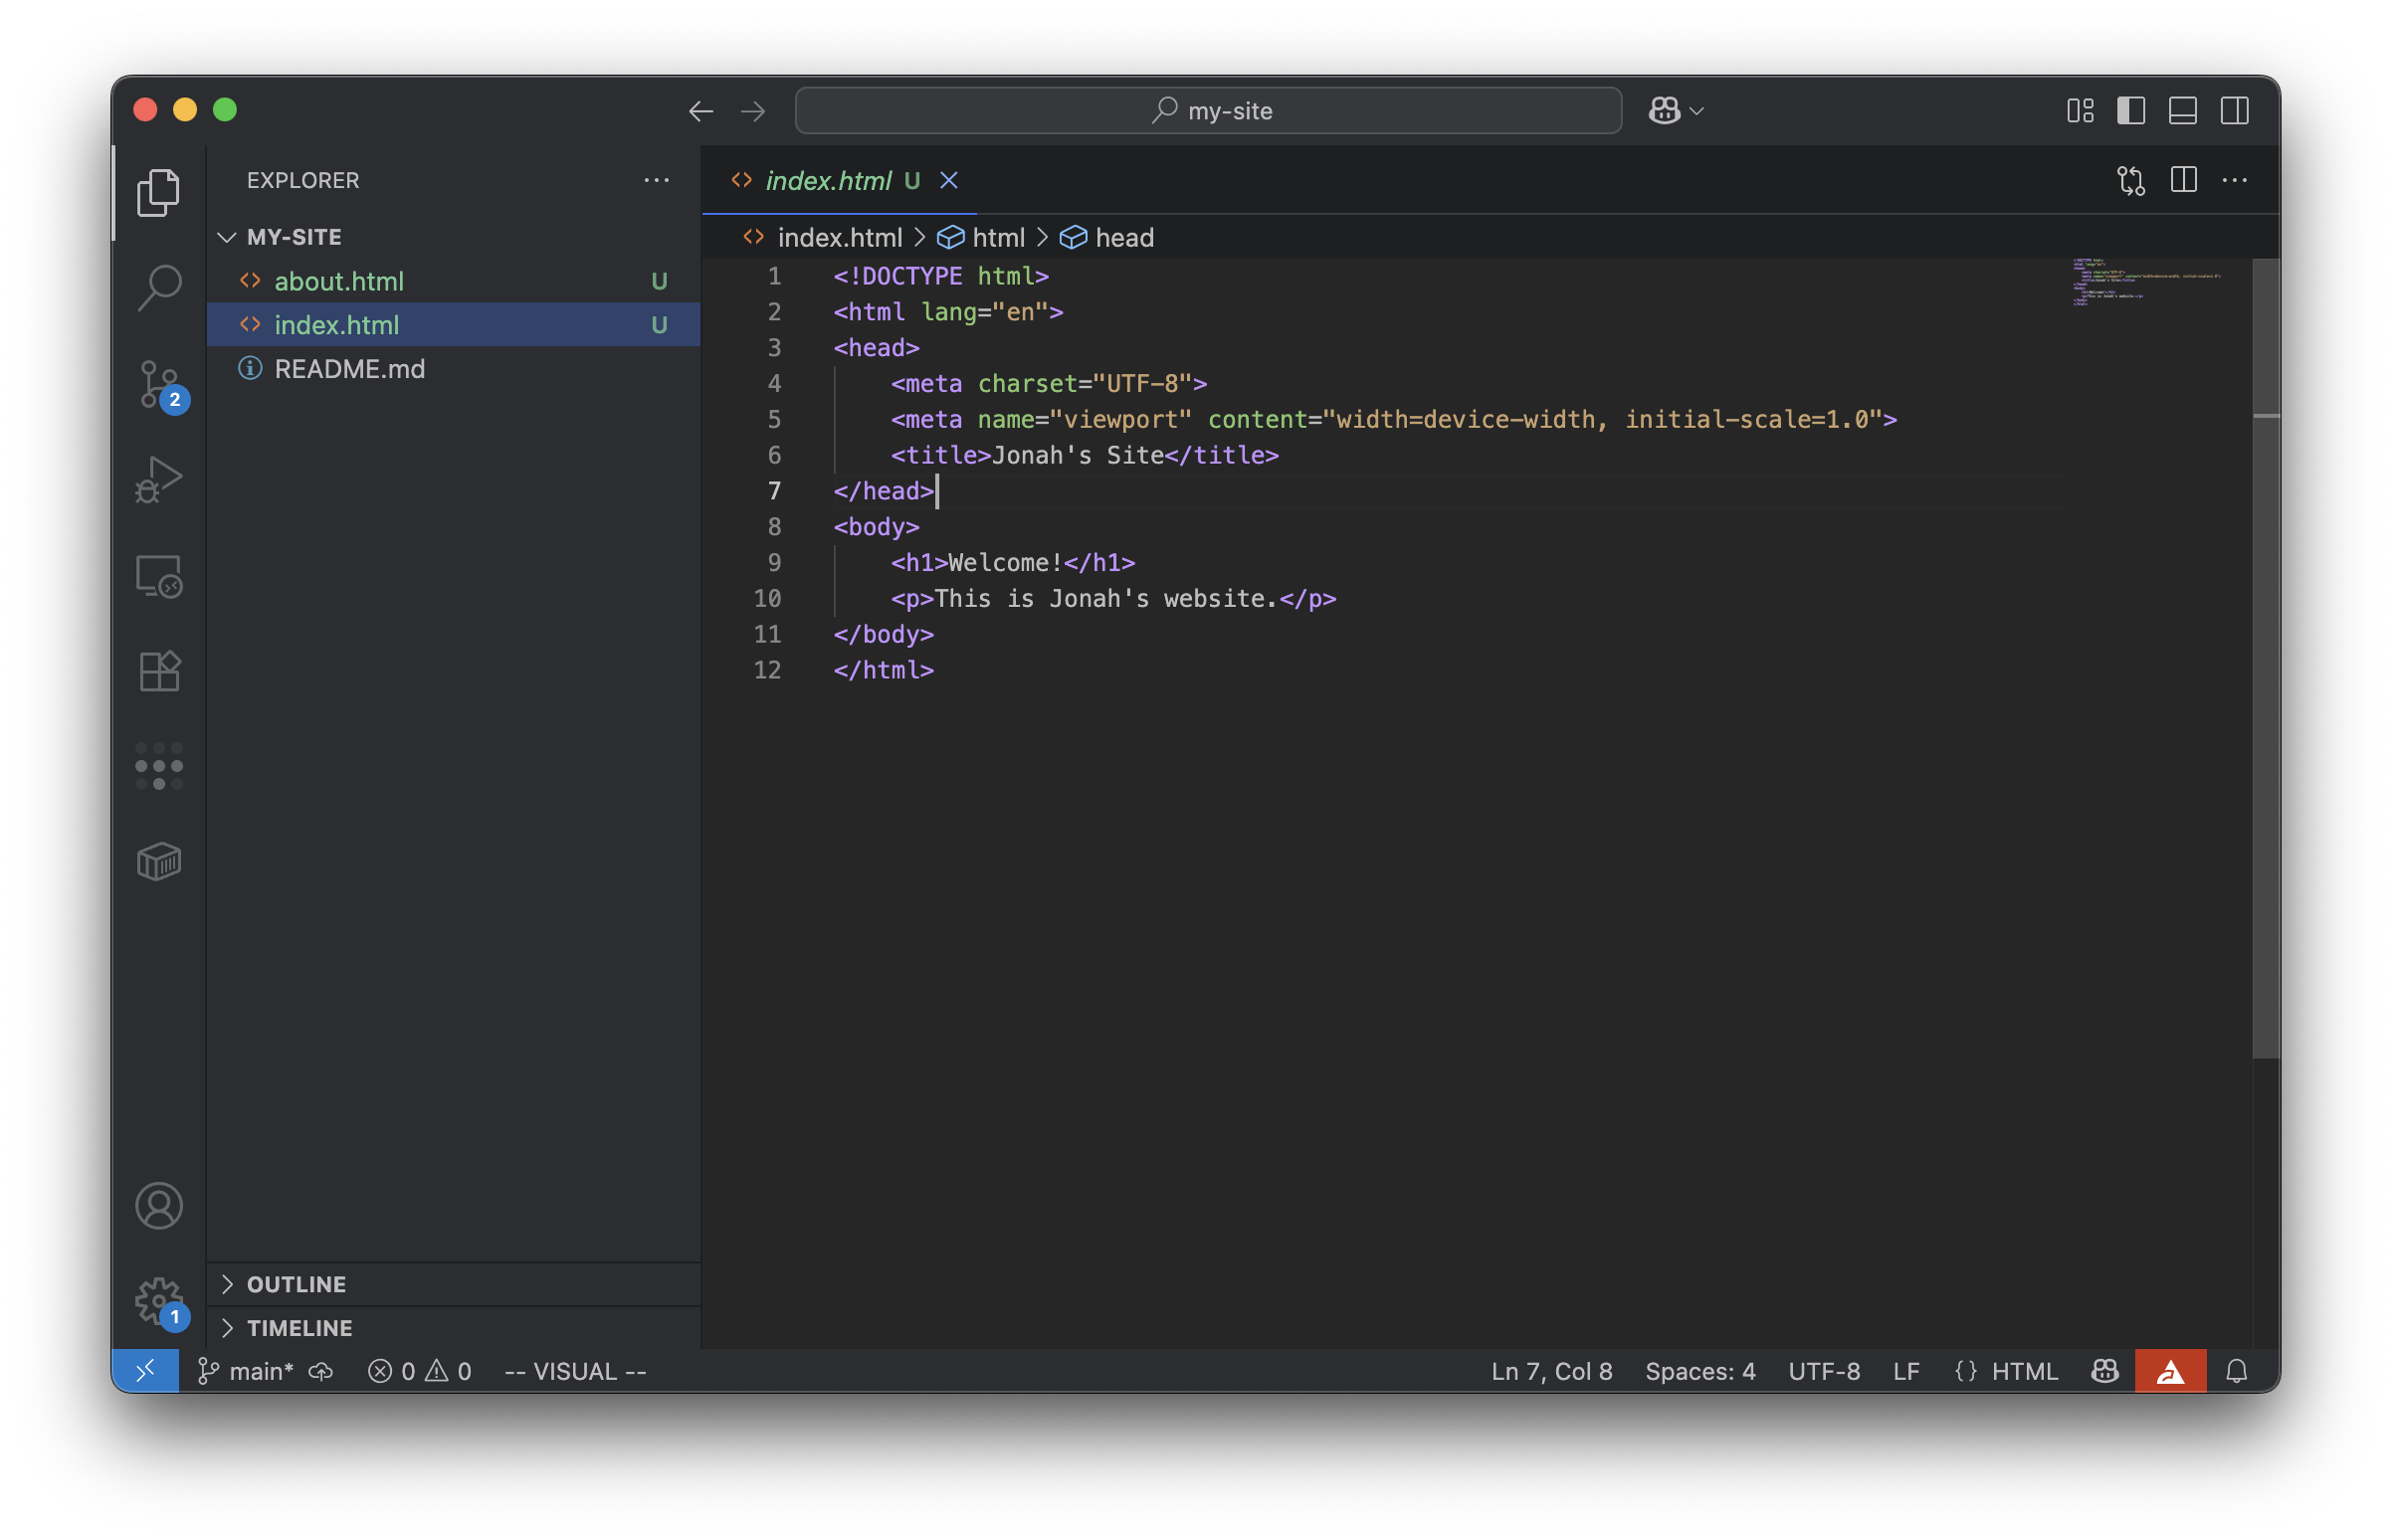 my-site
EXPLORER
MY-SITE
about.html U
index.html U
README.md
OUTLINE
TIMELINE
index.html U
index.html > html > head
1 <!DOCTYPE html>
2 <html lang="en">
3 <head>
4     <meta charset="UTF-8">
5     <meta name="viewport" content="width=device-width, initial-scale=1.0">
6     <title>Jonah's Site</title>
7 </head>
8 <body>
9     <h1>Welcome!</h1>
10     <p>This is Jonah's website.</p>
11 </body>
12 </html>
2
1
main* 0 0 -- VISUAL -- Ln 7, Col 8 Spaces: 4 UTF-8 LF {} HTML